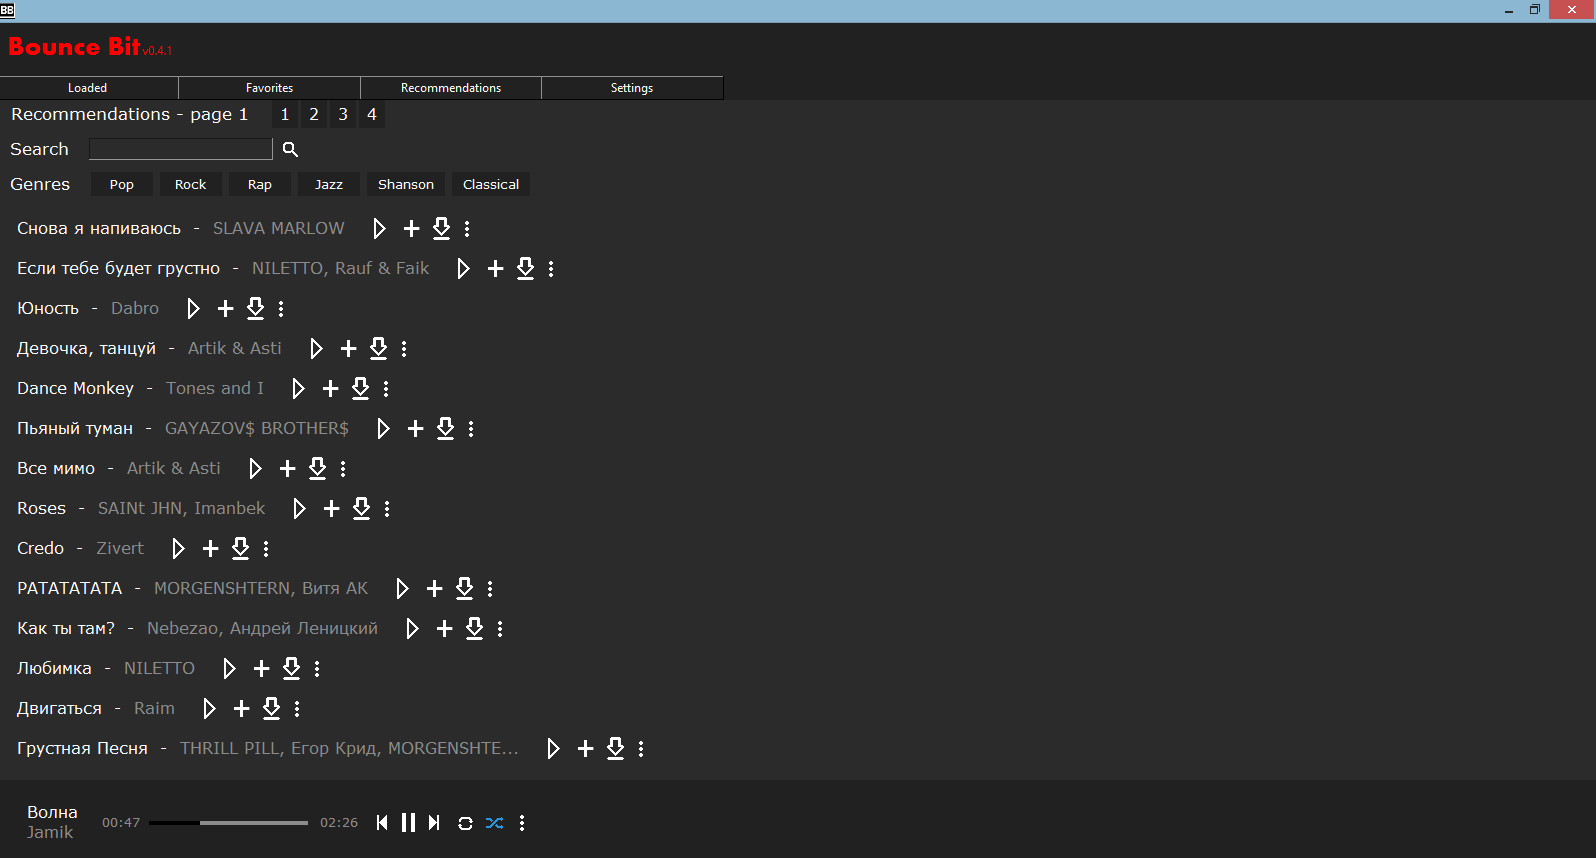 BB
Bounce Bit v0.4.1
Loaded Favorites Recommendations Settings
Recommendations - page 1 1 2 3 4
Search
Genres Pop Rock Rap Jazz Shanson Classical
Снова я напиваюсь - SLAVA MARLOW
Если тебе будет грустно - NILETTO, Rauf & Faik
Юность - Dabro
Девочка, танцуй - Artik & Asti
Dance Monkey - Tones and I
Пьяный туман - GAYAZOV$ BROTHER$
Все мимо - Artik & Asti
Roses - SAINt JHN, Imanbek
Credo - Zivert
РАТАТАТАТА - MORGENSHTERN, Витя АК
Как ты там? - Nebezao, Андрей Леницкий
Любимка - NILETTO
Двигаться - Raim
Грустная Песня - THRILL PILL, Егор Крид, MORGENSHTE...
Волна
Jamik
00:47 02:26